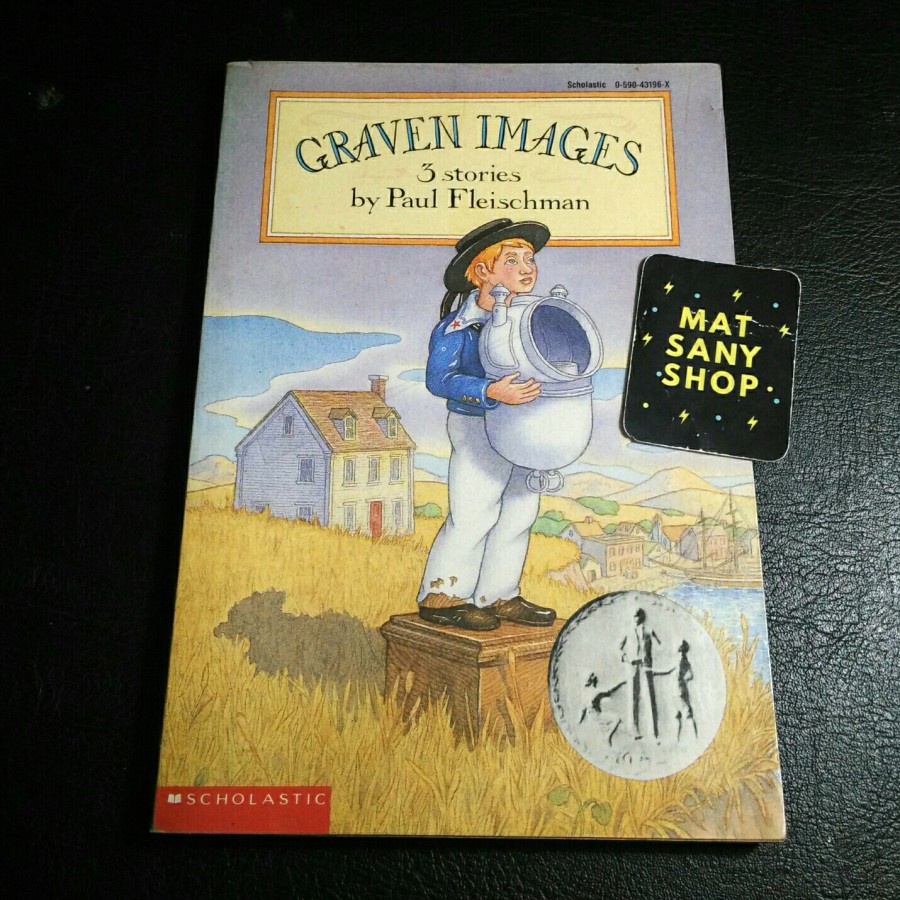 Scholastic 0-590-43196-X
GRAVEN IMAGES
3 stories
by Paul Fleischman
MAT
SANY
SHOP
SCHOLASTIC